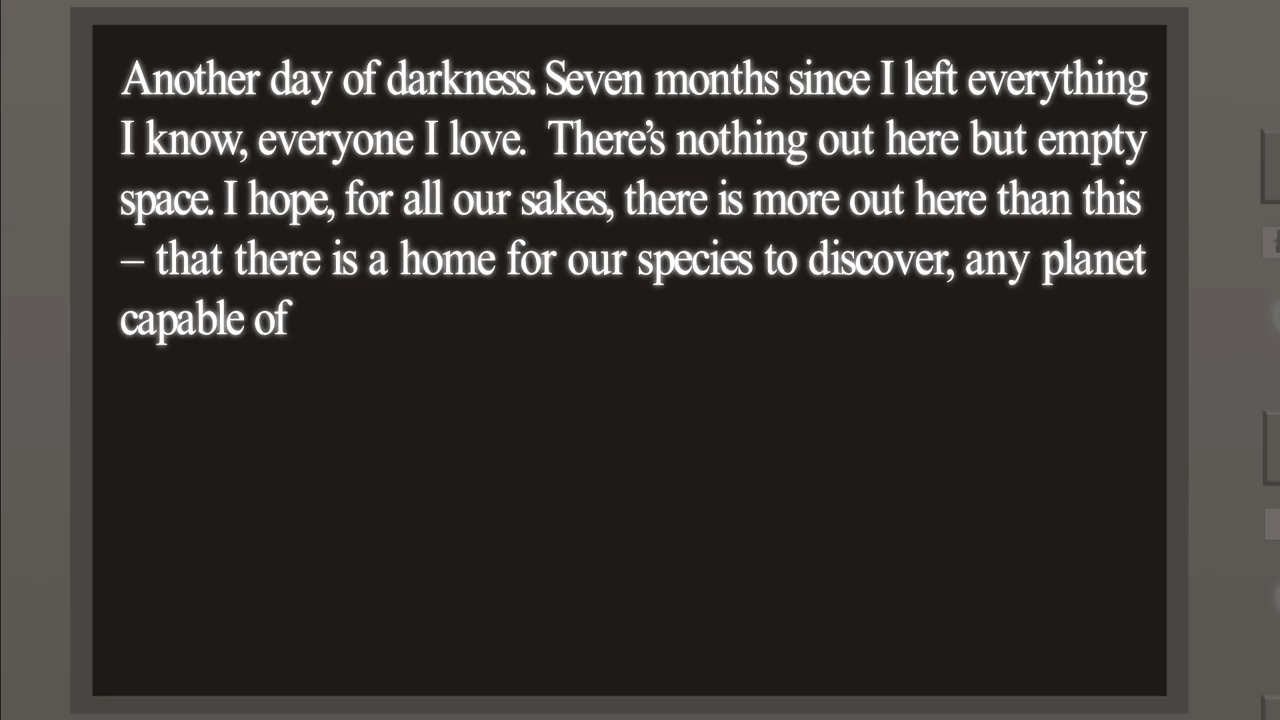 Another day of darkness. Seven months since I left everything
I know, everyone I love.  There’s nothing out here but empty
space. I hope, for all our sakes, there is more out here than this
– that there is a home for our species to discover, any planet
capable of